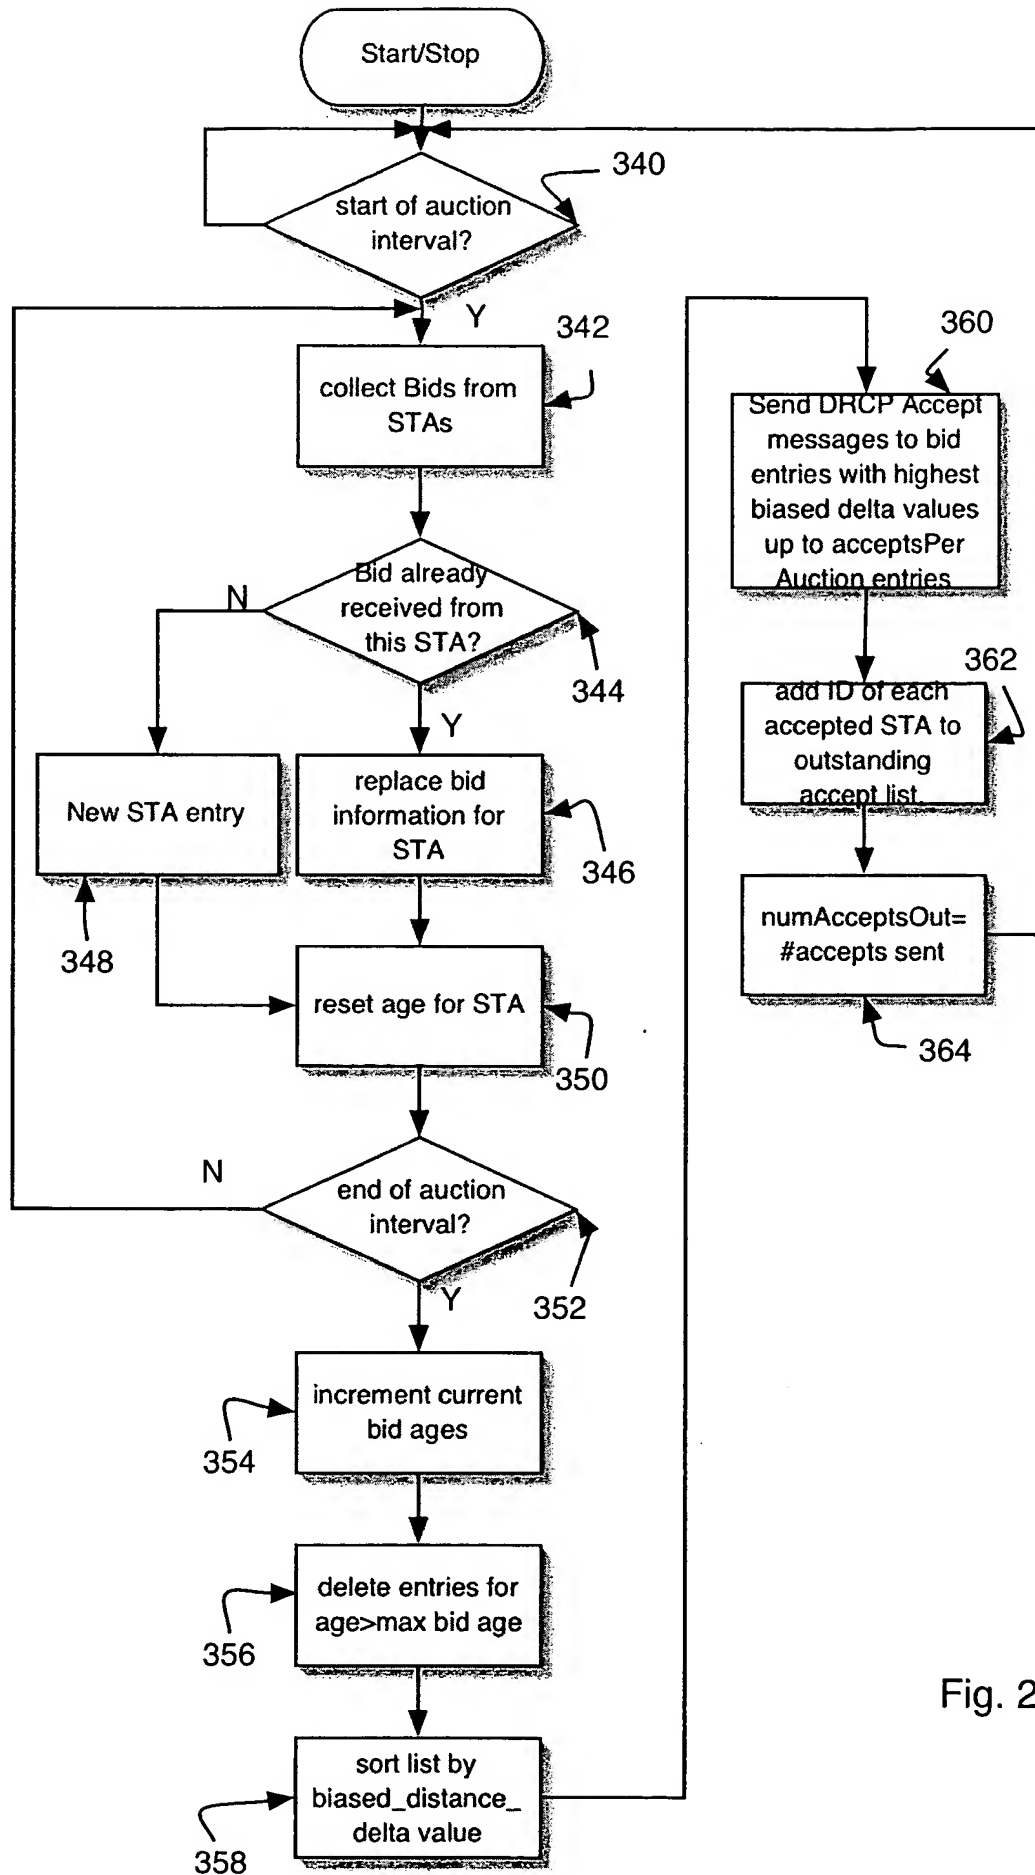 Start/Stop
340
start of auction
interval?
Y
342
collect Bids from
STAs
N
Bid already
received from
this STA?
344
Y
New STA entry
348
replace bid
information for
STA
346
reset age for STA
350
N
end of auction
interval?
352
Y
increment current
bid ages
354
delete entries for
age>max bid age
356
sort list by
biased_distance_
delta value
358
360
Send DRCP Accept
messages to bid
entries with highest
biased delta values
up to acceptsPer
Auction entries
362
add ID of each
accepted STA to
outstanding
accept list.
numAcceptsOut=
#accepts sent
364
Fig. 2